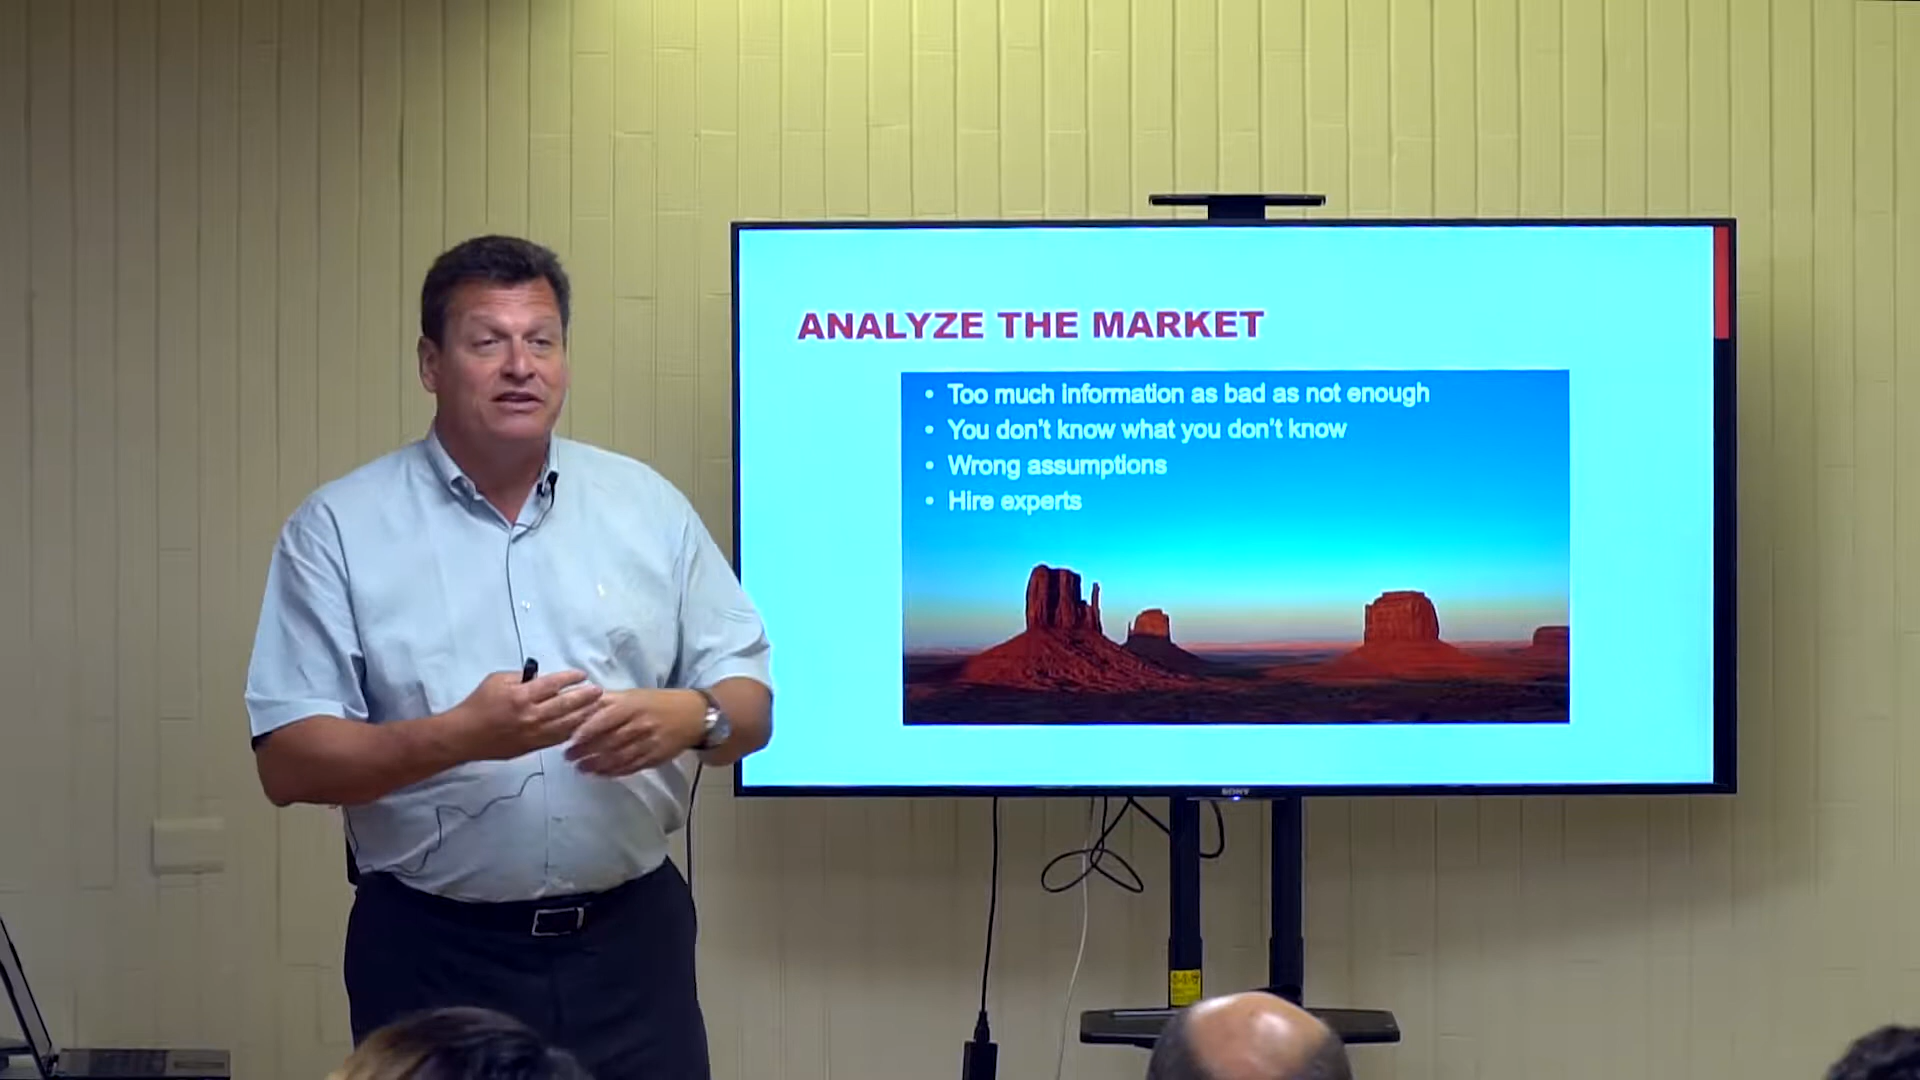 ANALYZE THE MARKET
• Too much information as bad as not enough
• You don't know what you don't know
• Wrong assumptions
• Hire experts
SONY